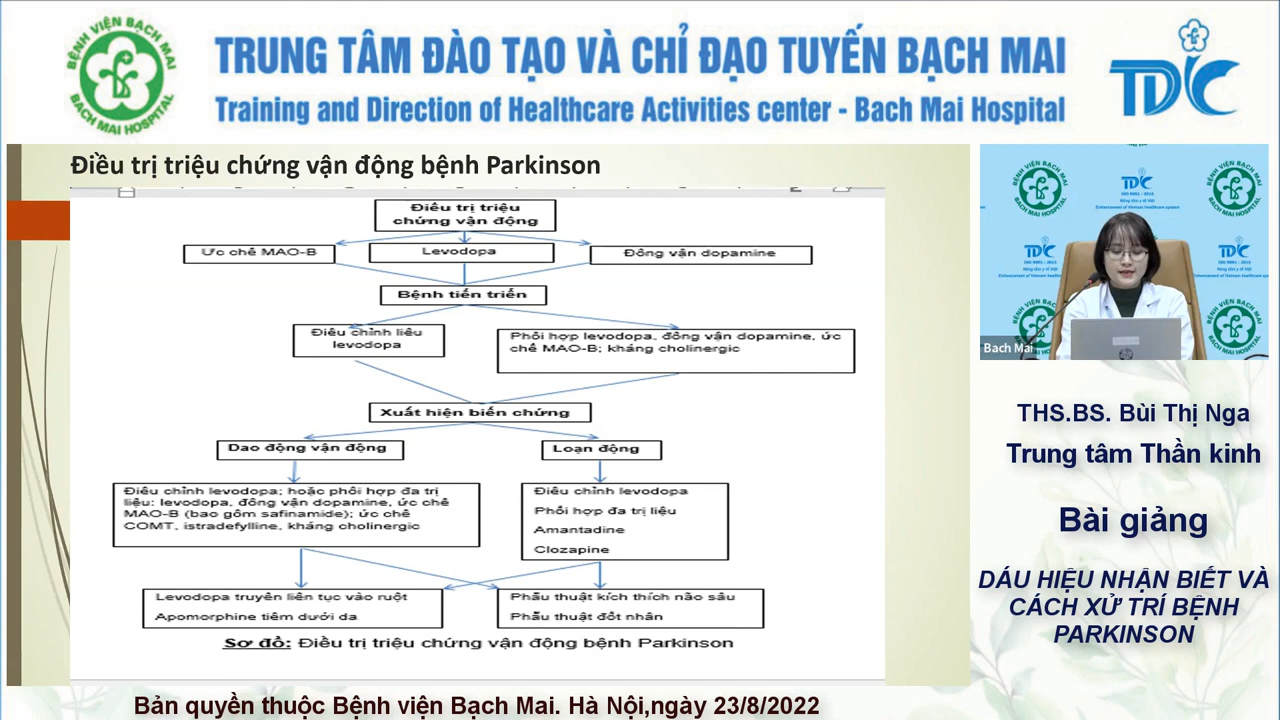 BỆNH VIỆN BẠCH MAI
BACH MAI HOSPITAL
TRUNG TÂM ĐÀO TẠO VÀ CHỈ ĐẠO TUYẾN BẠCH MAI
Training and Direction of Healthcare Activities center - Bach Mai Hospital
TDC
Điều trị triệu chứng vận động bệnh Parkinson
Điều trị triệu
chứng vận động
Ức chế MAO-B
Levodopa
Đồng vận dopamine
Bệnh tiến triển
Điều chỉnh liều
levodopa
Phối hợp levodopa, đồng vận dopamine, ức
chế MAO-B; kháng cholinergic
Xuất hiện biến chứng
Dao động vận động
Loạn động
Điều chỉnh levodopa; hoặc phối hợp đa trị
liệu: levodopa, đồng vận dopamine, ức chế
MAO-B (bao gồm safinamide); ức chế
COMT, istradefylline, kháng cholinergic
Điều chỉnh levodopa
Phối hợp đa trị liệu
Amantadine
Clozapine
Levodopa truyền liên tục vào ruột
Apomorphine tiêm dưới da
Phẫu thuật kích thích não sâu
Phẫu thuật đốt nhân
Sơ đồ: Điều trị triệu chứng vận động bệnh Parkinson
BỆNH VIỆN BẠCH MAI
BACH MAI HOSPITAL
TDC
Bach Mai
THS.BS. Bùi Thị Nga
Trung tâm Thần kinh
Bài giảng
DÁU HIỆU NHẬN BIẾT VÀ
CÁCH XỬ TRÍ BỆNH
PARKINSON
Bản quyền thuộc Bệnh viện Bạch Mai. Hà Nội,ngày 23/8/2022